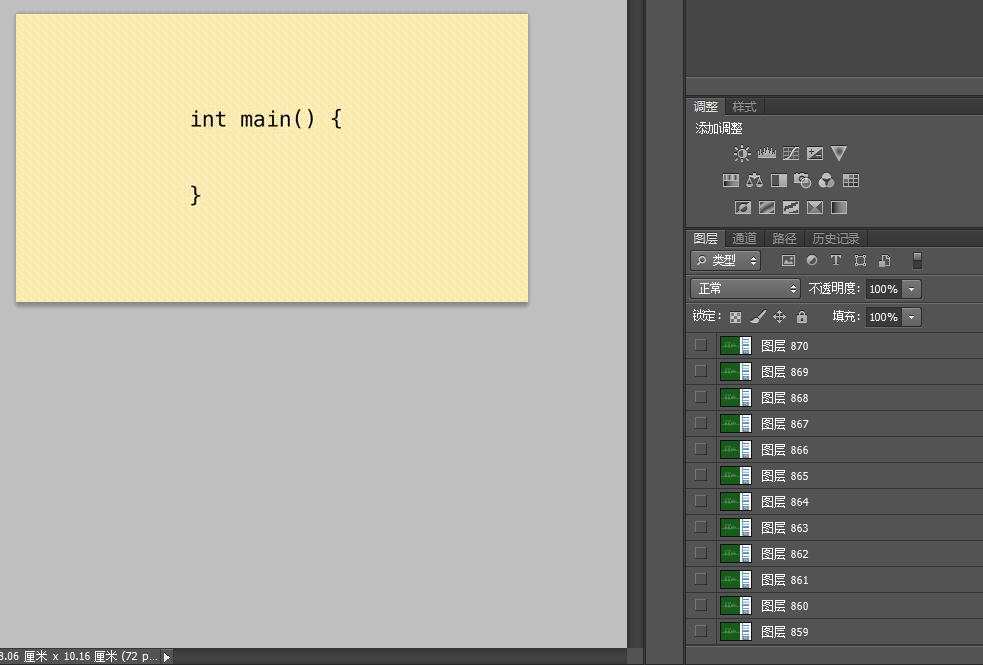 int main() {
}
调整 样式
添加调整
图层 通道 路径 历史记录
类型 T
正常 不透明度: 100%
锁定: 填充: 100%
图层 870
图层 869
图层 868
图层 867
图层 866
图层 865
图层 864
图层 863
图层 862
图层 861
图层 860
图层 859
8.06 厘米 x 10.16 厘米 (72 p...